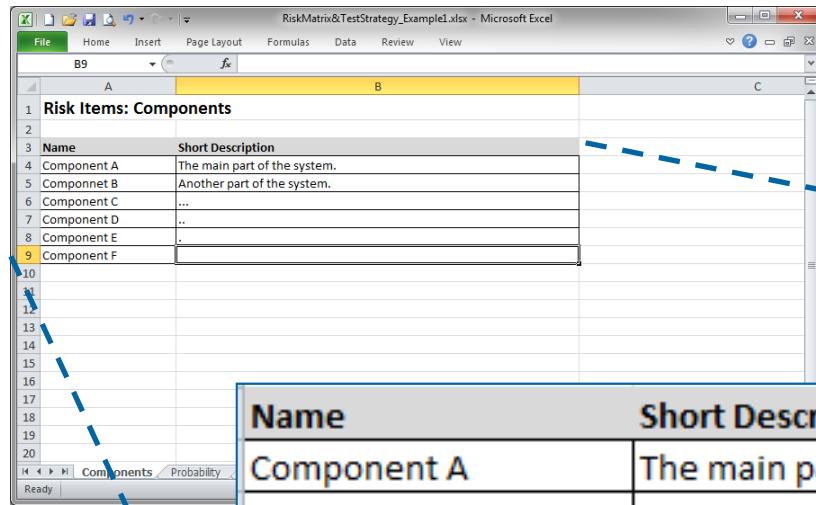 RiskMatrix&TestStrategy_Example1.xlsx - Microsoft Excel
File Home Insert Page Layout Formulas Data Review View
B9 fx
A B C
1 Risk Items: Components
2
3 Name Short Description
4 Component A The main part of the system.
5 Componnet B Another part of the system.
6 Component C ...
7 Component D ..
8 Component E .
9 Component F
10
11
12
13
14
15
16
17
18
19
20
Components Probability
Ready
Name Short Descr
Component A The main pa